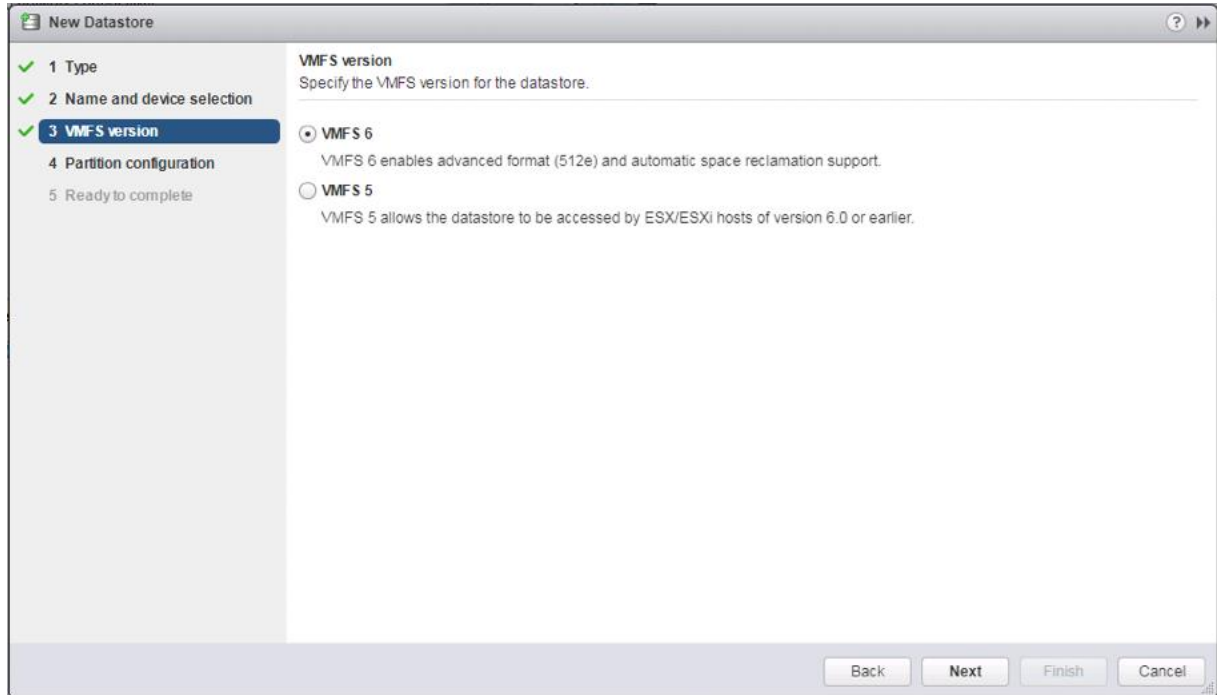 New Datastore
?
1 Type
2 Name and device selection
3 VMFS version
4 Partition configuration
5 Ready to complete
VMFS version
Specify the VMFS version for the datastore.
VMFS 6
VMFS 6 enables advanced format (512e) and automatic space reclamation support.
VMFS 5
VMFS 5 allows the datastore to be accessed by ESX/ESXi hosts of version 6.0 or earlier.
Back Next Finish Cancel